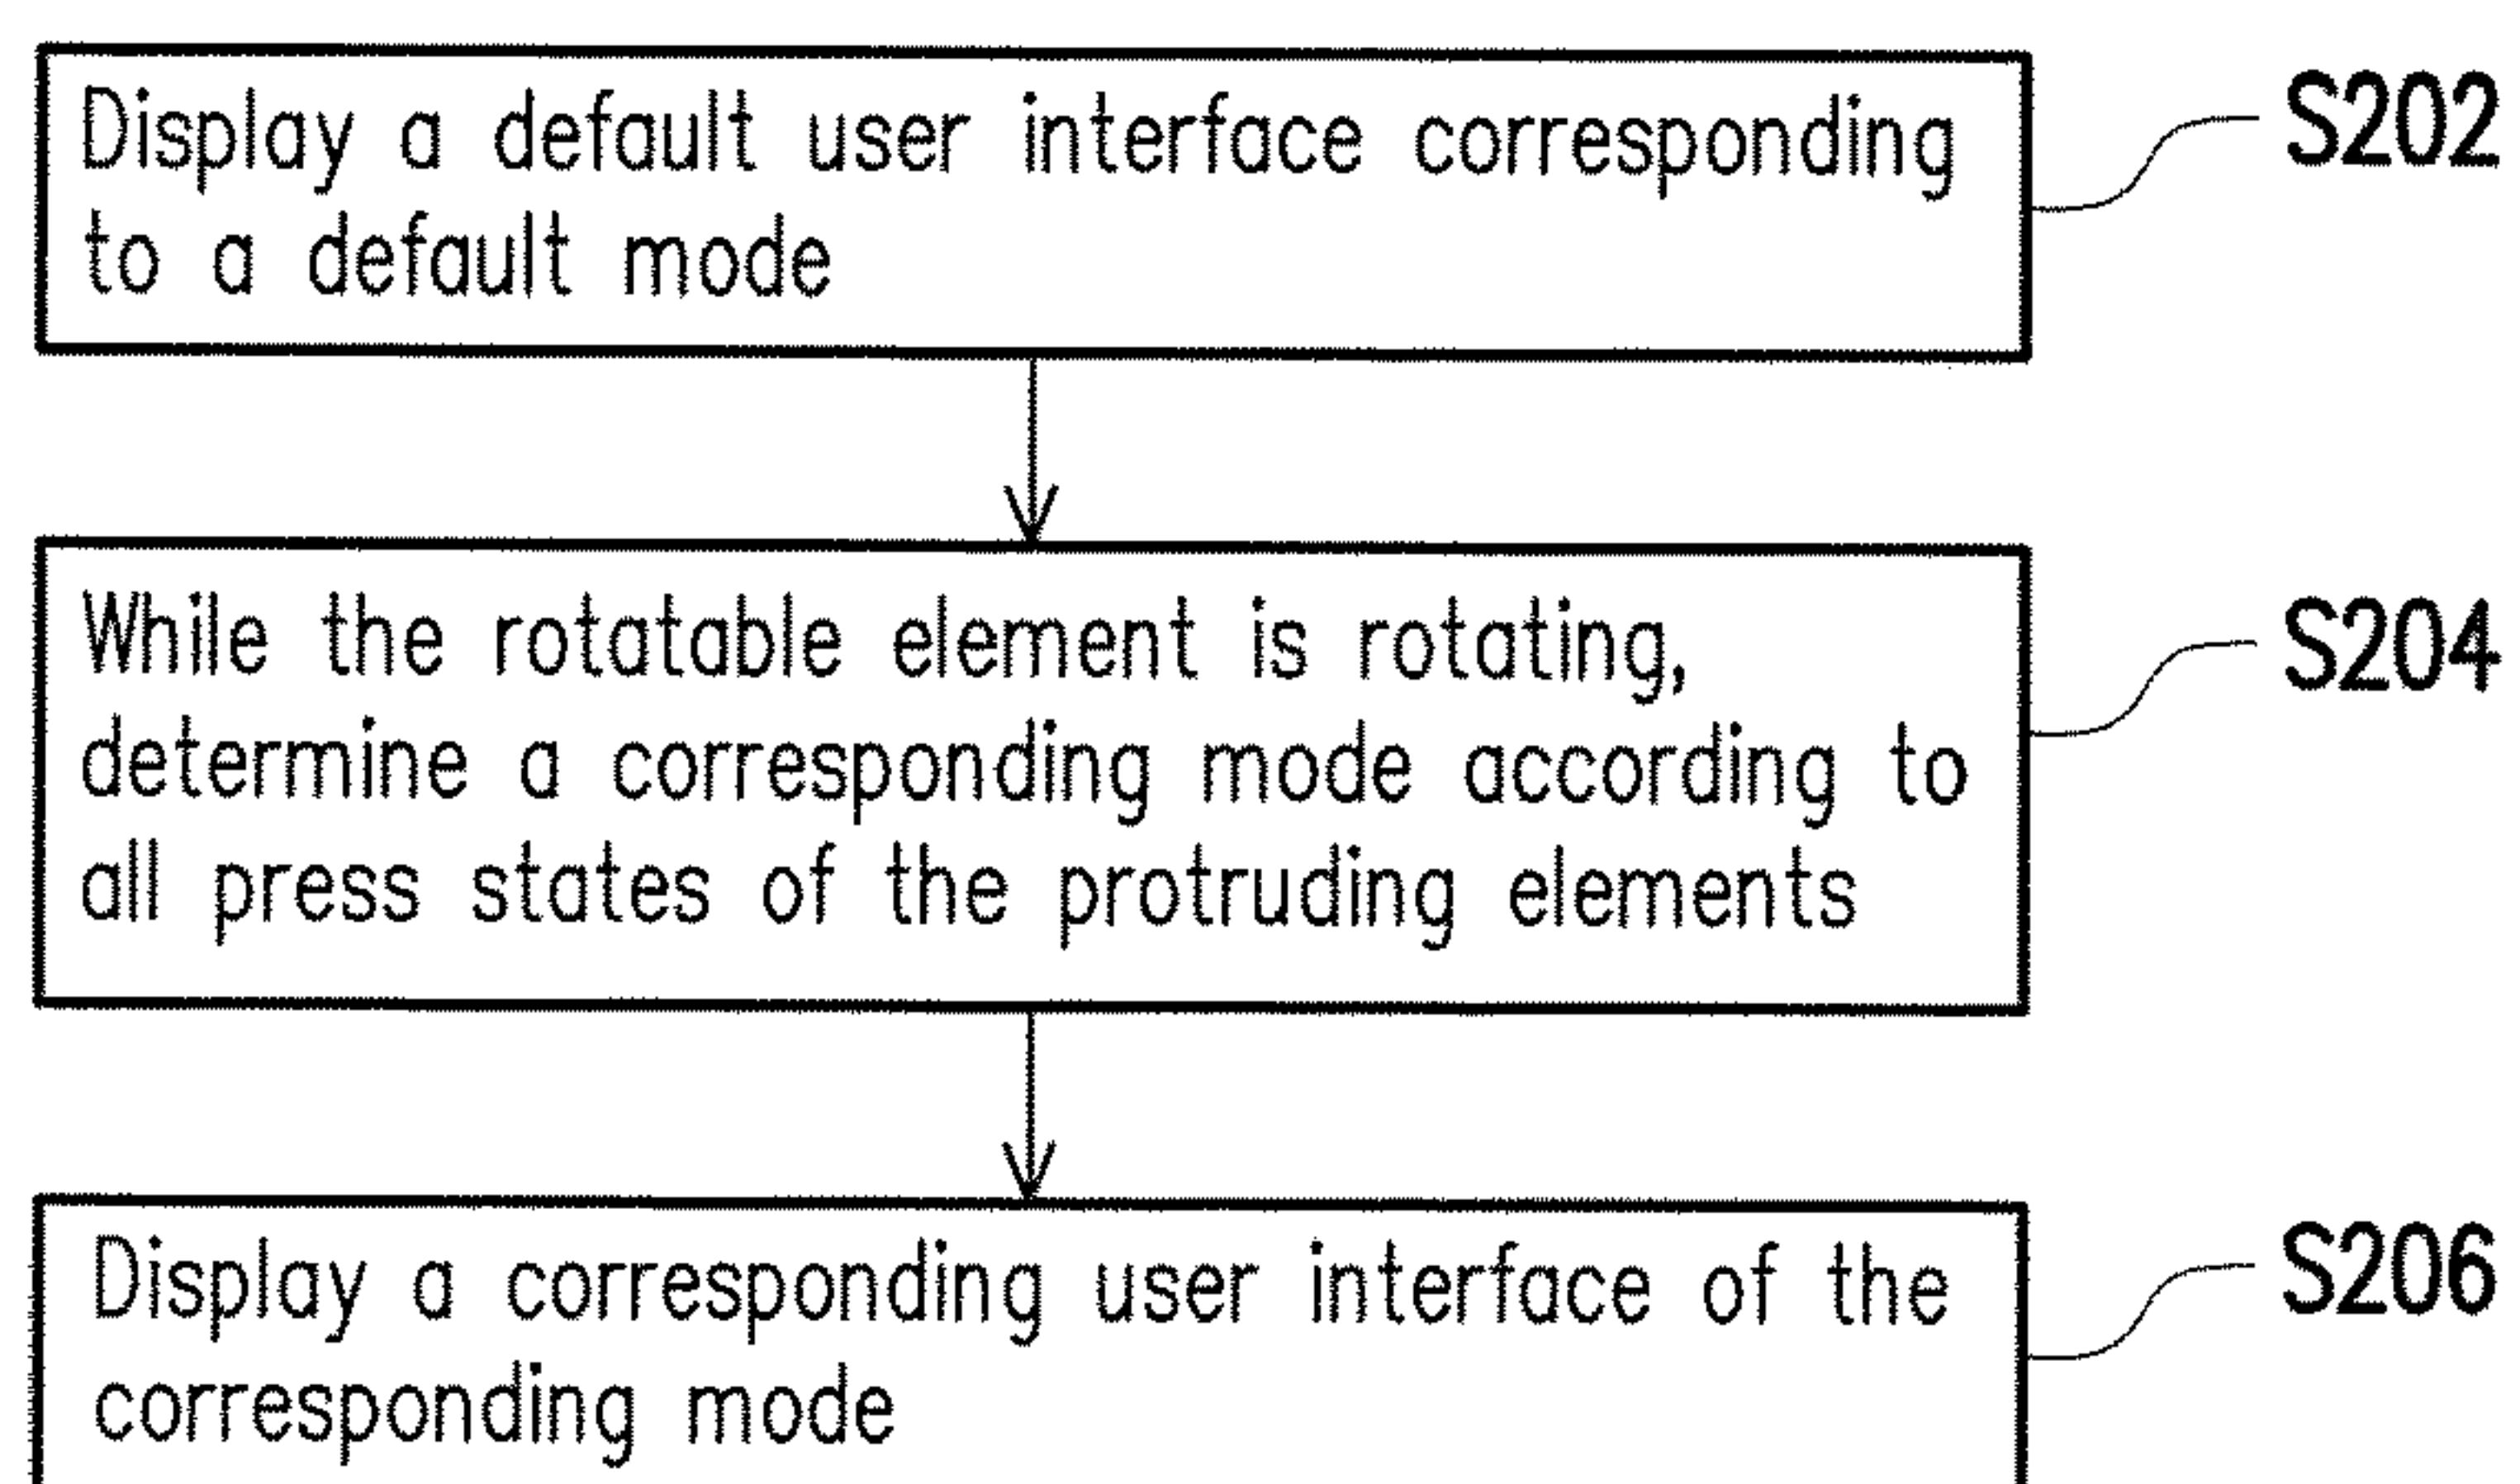 Display a default user interface corresponding
to a default mode
S202
While the rotatable element is rotating,
determine a corresponding mode according to
all press states of the protruding elements
S204
Display a corresponding user interface of the
corresponding mode
S206